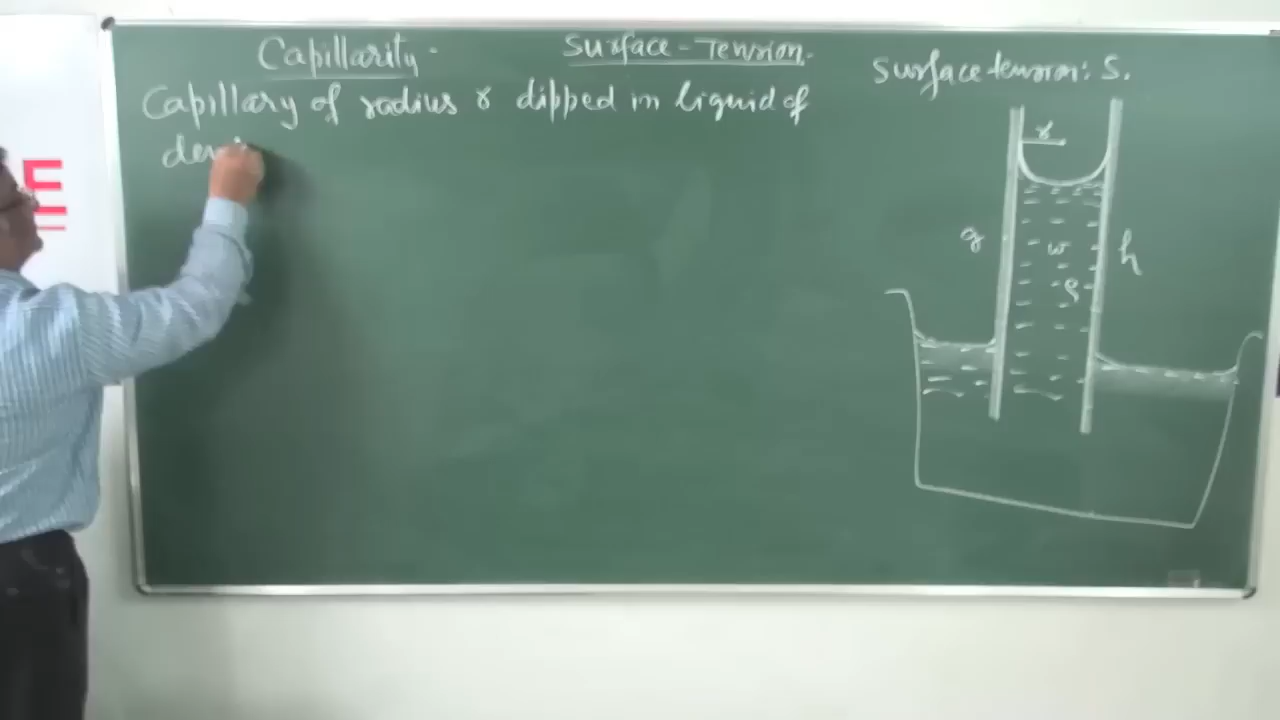 Capillarity.
Surface-Tension.
Surface tension: S.
Capillary of radius r dipped in liquid of
r
g
w
h
ρ